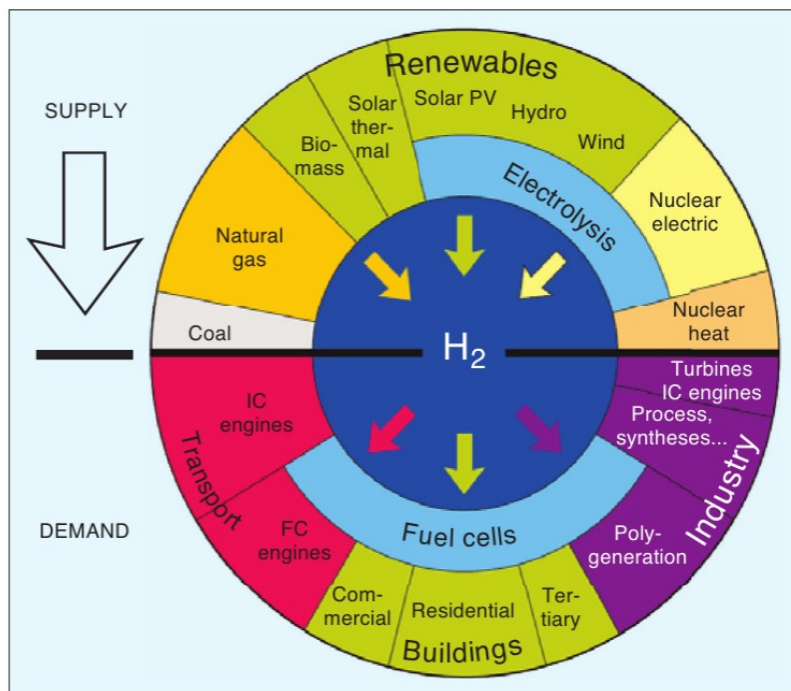 SUPPLY
Renewables
Solar PV
Hydro
Wind
Solar
ther-
mal
Bio-
mass
Electrolysis
Nuclear
electric
Natural
gas
Coal
Nuclear
heat
H2
Turbines
IC engines
Process,
syntheses...
Industry
IC
engines
Transport
DEMAND
FC
engines
Fuel cells
Poly-
generation
Com-
mercial
Residential
Ter-
tiary
Buildings